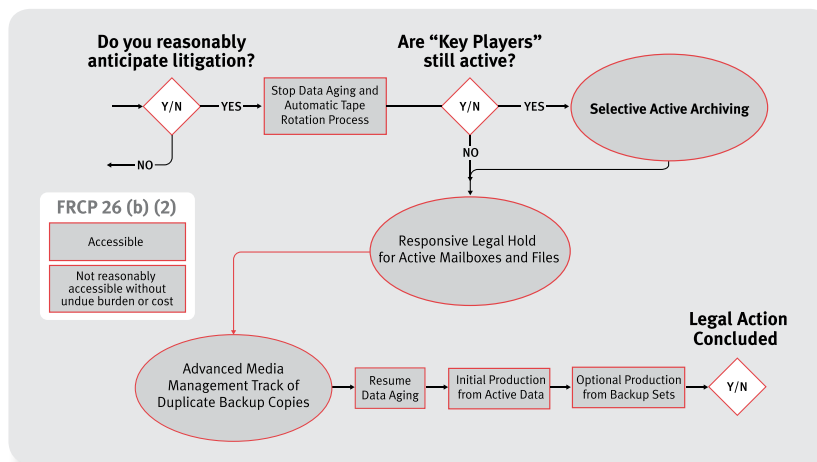 Do you reasonably
anticipate litigation?
Are “Key Players”
still active?
Y/N
YES
Stop Data Aging and
Automatic Tape
Rotation Process
Y/N
YES
Selective Active Archiving
NO
NO
FRCP 26 (b) (2)
Accessible
Not reasonably
accessible without
undue burden or cost
Responsive Legal Hold
for Active Mailboxes and Files
Legal Action
Concluded
Advanced Media
Management Track of
Duplicate Backup Copies
Resume
Data Aging
Initial Production
from Active Data
Optional Production
from Backup Sets
Y/N